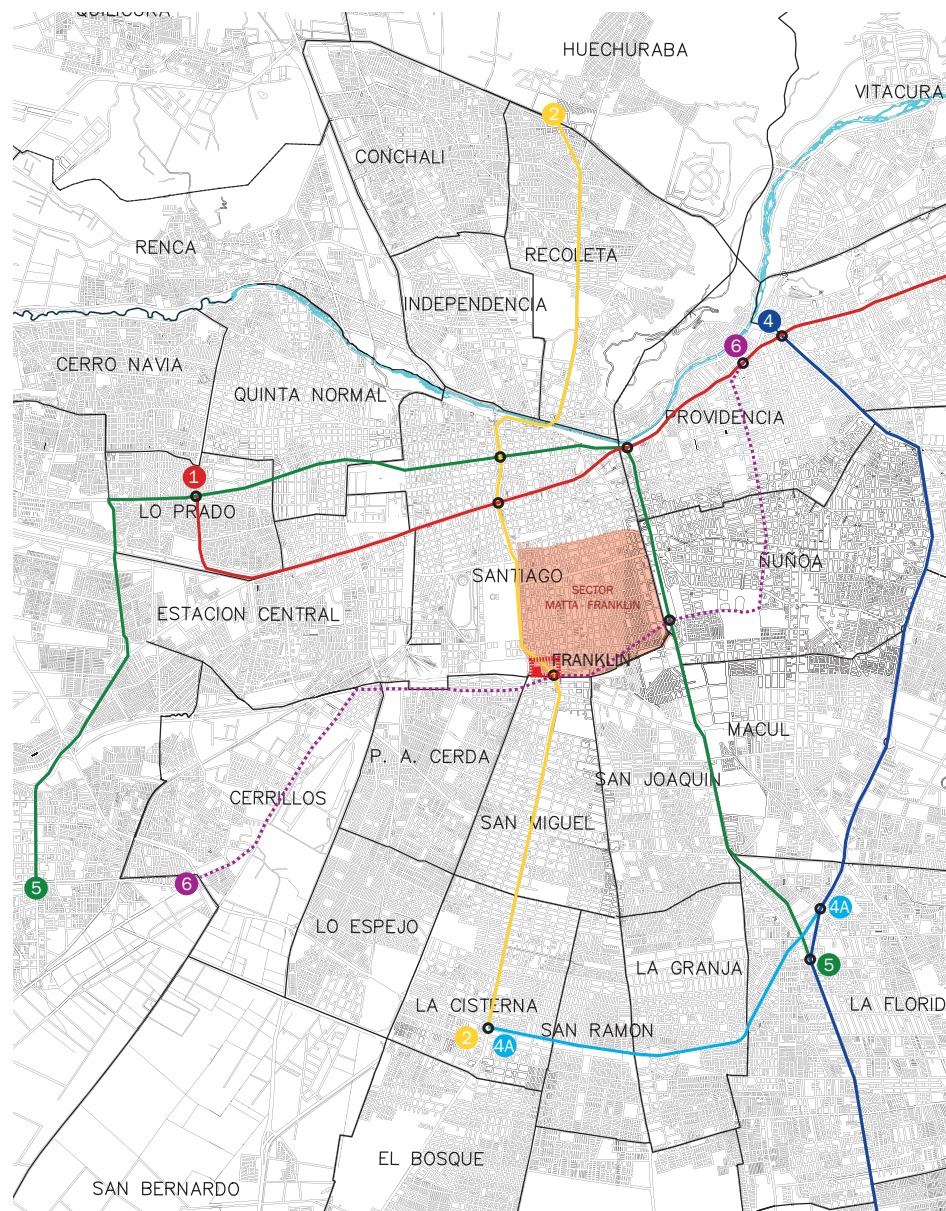 QUILICURA
HUECHURABA
VITACURA
2
CONCHALI
RENCA
RECOLETA
INDEPENDENCIA
4
6
CERRO NAVIA
QUINTA NORMAL
PROVIDENCIA
1
LO PRADO
SANTIAGO
ÑUÑOA
SECTOR
MATTA - FRANKLIN
ESTACION CENTRAL
FRANKLIN
MACUL
P. A. CERDA
SAN JOAQUIN
CERRILLOS
SAN MIGUEL
5
6
4A
LO ESPEJO
5
LA GRANJA
LA CISTERNA
LA FLORID
2
4A
SAN RAMON
EL BOSQUE
SAN BERNARDO